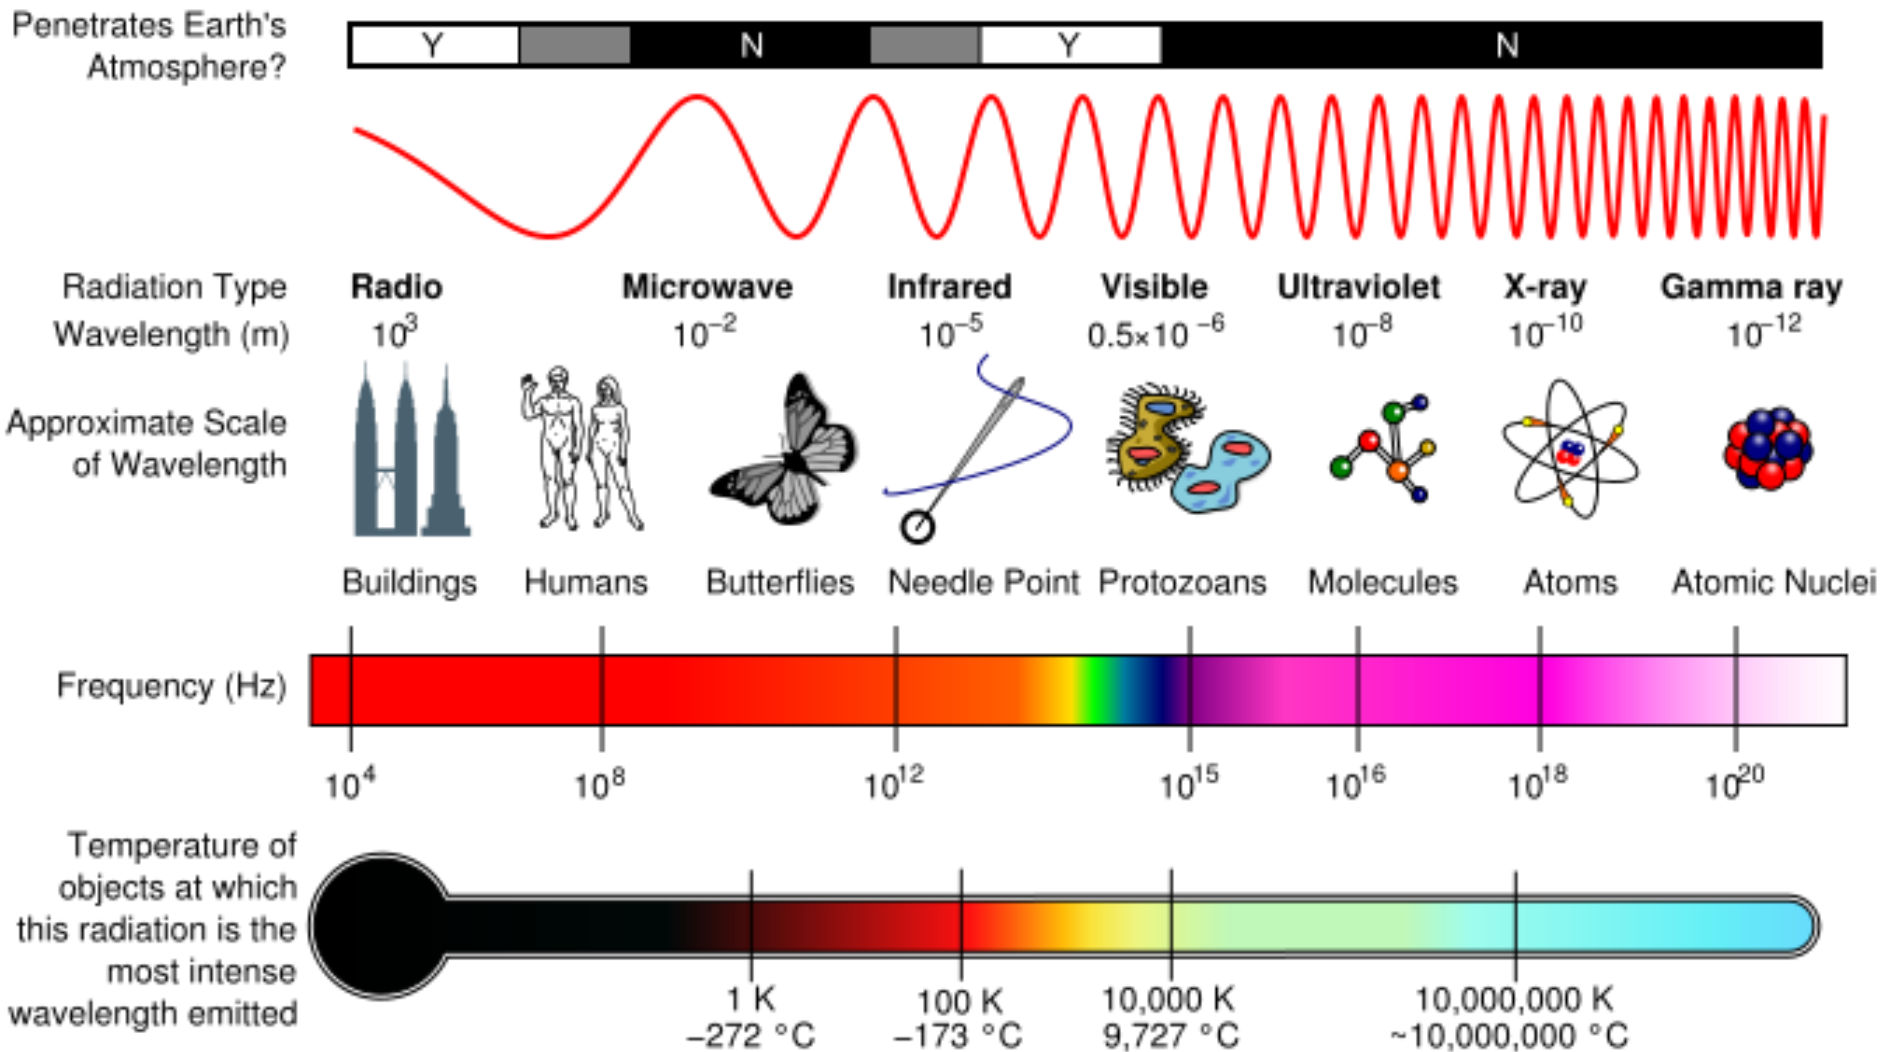 Penetrates Earth's
Atmosphere?
Y N Y N
Radiation Type Radio Microwave Infrared Visible Ultraviolet X-ray Gamma ray
Wavelength (m) 10³ 10⁻² 10⁻⁵ 0.5×10⁻⁶ 10⁻⁸ 10⁻¹⁰ 10⁻¹²
Approximate Scale
of Wavelength
Buildings Humans Butterflies Needle Point Protozoans Molecules Atoms Atomic Nuclei
Frequency (Hz)
10⁴ 10⁸ 10¹² 10¹⁵ 10¹⁶ 10¹⁸ 10²⁰
Temperature of
objects at which
this radiation is the
most intense
wavelength emitted
1 K 100 K 10,000 K 10,000,000 K
−272 °C −173 °C 9,727 °C ~10,000,000 °C